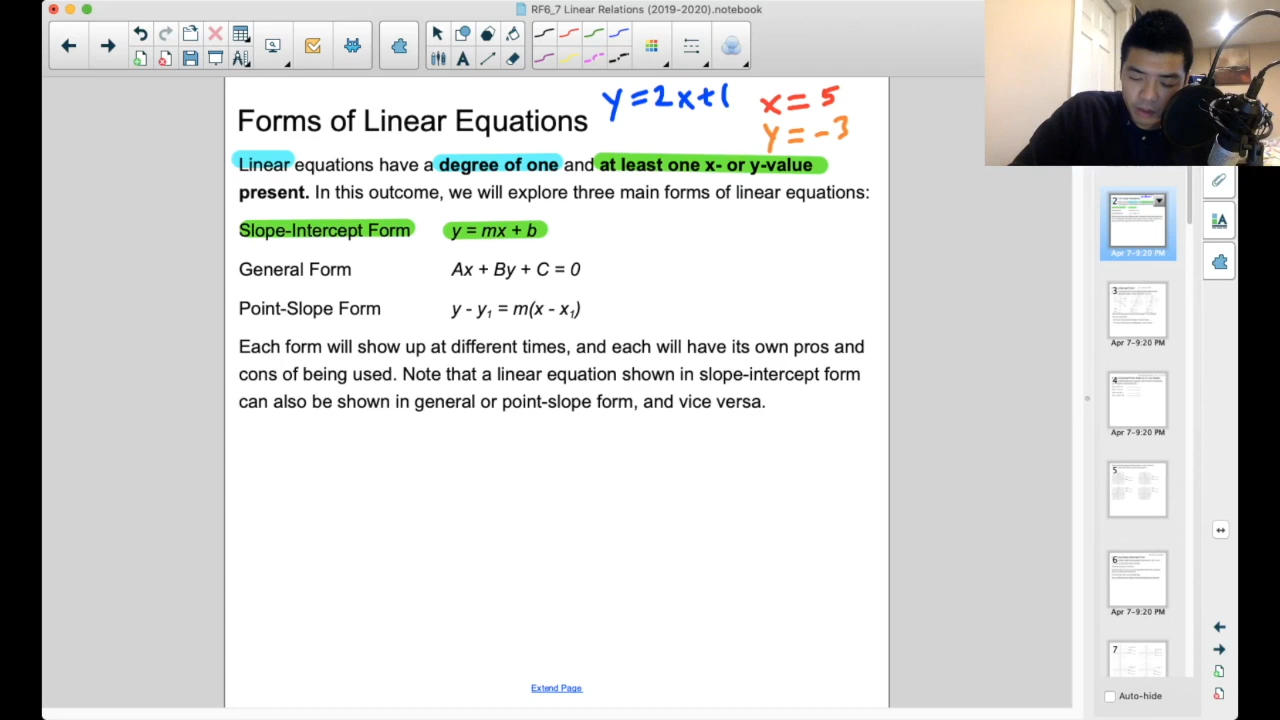 RF6_7 Linear Relations (2019-2020).notebook
y = 2x+1
x = 5
Forms of Linear Equations
y = -3
Linear equations have a degree of one and at least one x- or y-value
present. In this outcome, we will explore three main forms of linear equations:
Slope-Intercept Form y = mx + b
General Form Ax + By + C = 0
Point-Slope Form y - y₁ = m(x - x₁)
Each form will show up at different times, and each will have its own pros and
cons of being used. Note that a linear equation shown in slope-intercept form
can also be shown in general or point-slope form, and vice versa.
Extend Page
2
Apr 7-9:20 PM
3
Apr 7-9:20 PM
4
Apr 7-9:20 PM
5
6
Apr 7-9:20 PM
7
Auto-hide